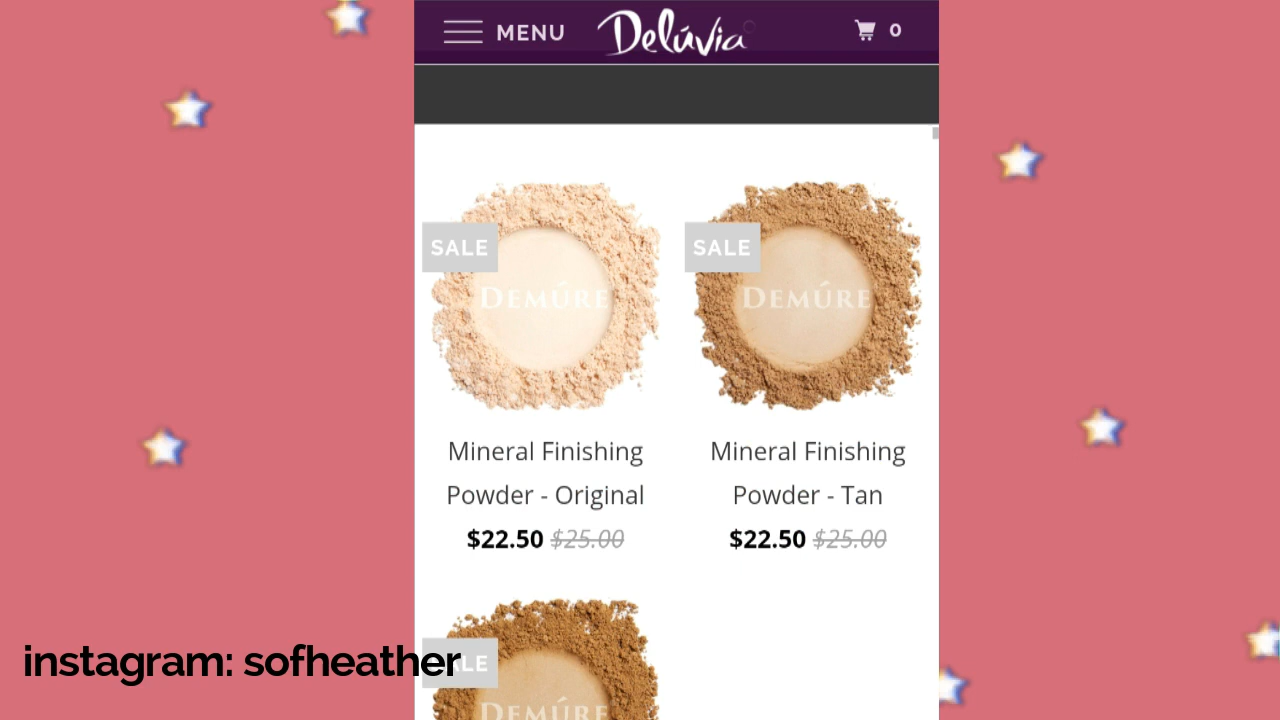 MENU
Delúvia
0
SALE
SALE
DEMÚRE
DEMÚRE
Mineral Finishing
Powder - Original
$22.50 $25.00
Mineral Finishing
Powder - Tan
$22.50 $25.00
instagram: sofheather
DEMÚRE